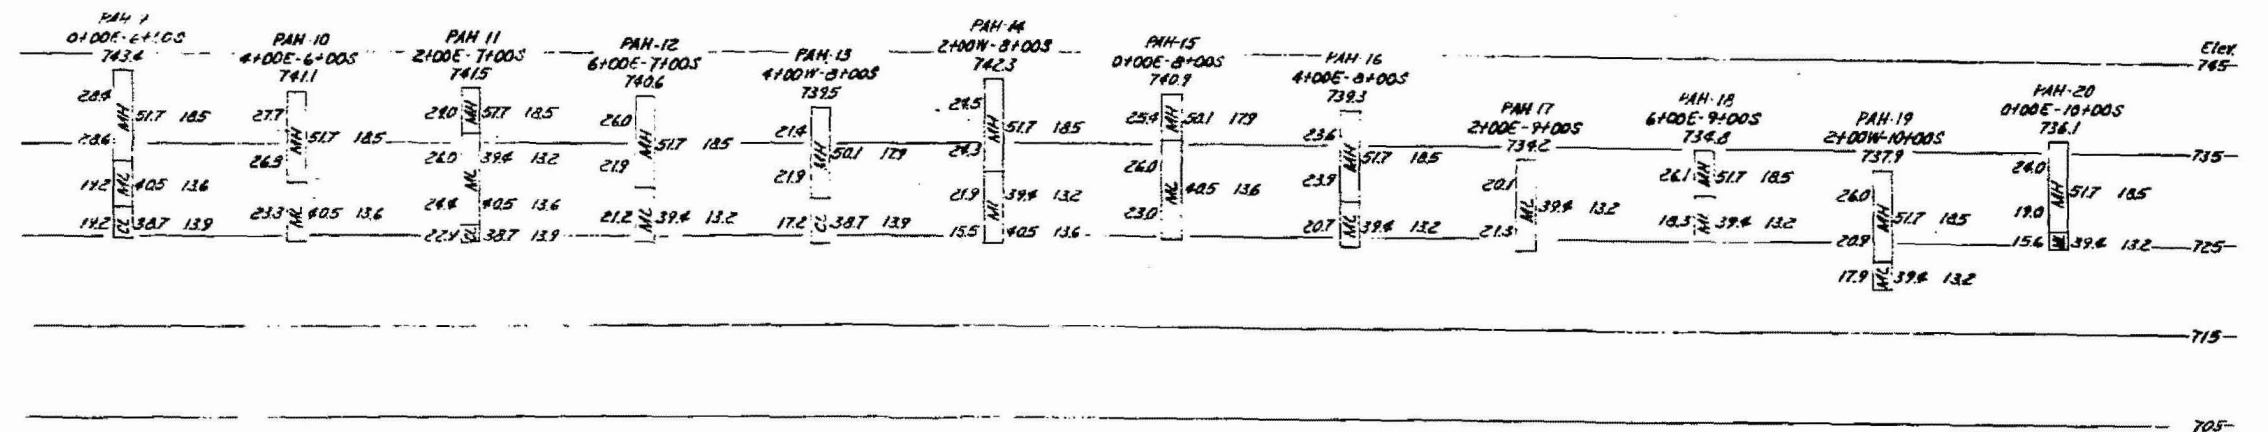 PAH
0+00E-6+00S
743.4
28.4
MH
51.7 18.5
28.6
19.2
ML
40.5 13.6
19.2
CL
38.7 13.9
PAH-10
4+00E-6+00S
741.1
27.7
MH
51.7 18.5
26.9
23.3
ML
40.5 13.6
PAH 11
2+00E-7+00S
741.5
29.0
MH
51.7 18.5
26.0
39.4 13.2
ML
24.4
40.5 13.6
22.9
CL
38.7 13.9
PAH-12
6+00E-7+00S
740.6
26.0
MH
51.7 18.5
21.9
21.2
ML
39.4 13.2
PAH-13
4+00W-8+00S
739.5
21.4
MH
50.1 17.9
21.9
17.2
CL
38.7 13.9
PAH-14
2+00W-8+00S
742.3
24.5
MH
51.7 18.5
24.3
21.9
ML
39.4 13.2
15.5
40.5 13.6
PAH-15
0+00E-8+00S
740.9
25.4
MH
50.1 17.9
26.0
ML
40.5 13.6
23.0
PAH-16
4+00E-8+00S
739.3
23.6
MH
51.7 18.5
23.9
20.7
ML
39.4 13.2
PAH 17
2+00E-9+00S
734.2
20.1
ML
39.4 13.2
21.3
PAH-18
6+00E-9+00S
734.8
26.1
MH
51.7 18.5
18.3
ML
39.4 13.2
PAH-19
2+00W-10+00S
737.9
26.0
MH
51.7 18.5
20.9
17.9
ML
39.4 13.2
PAH-20
0+00E-10+00S
736.1
24.0
MH
51.7 18.5
19.0
15.6
ML
39.4 13.2
Elev.
745
735
725
715
705